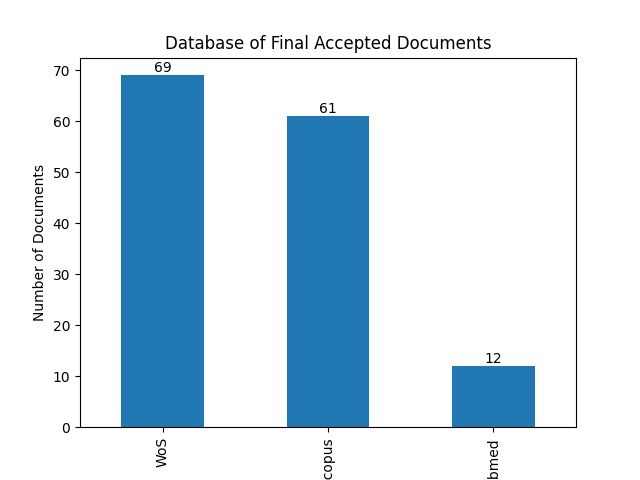 Database of Final Accepted Documents
Number of Documents
70
60
50
40
30
20
10
0
69
61
12
WoS
copus
bmed